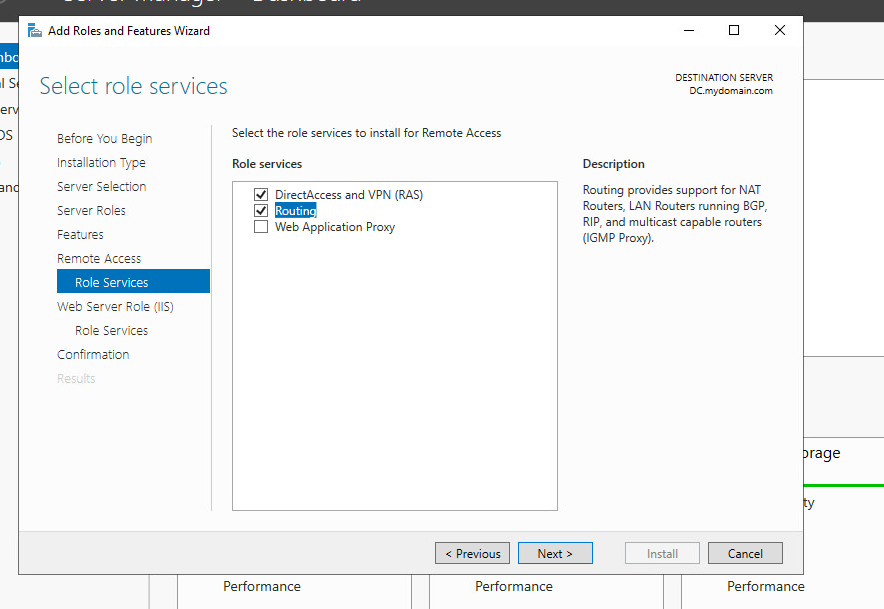 Server Manager Dashboard
Add Roles and Features Wizard
Select role services
DESTINATION SERVER
DC.mydomain.com
Before You Begin
Installation Type
Server Selection
Server Roles
Features
Remote Access
Role Services
Web Server Role (IIS)
Role Services
Confirmation
Results
Select the role services to install for Remote Access
Role services
DirectAccess and VPN (RAS)
Routing
Web Application Proxy
Description
Routing provides support for NAT
Routers, LAN Routers running BGP,
RIP, and multicast capable routers
(IGMP Proxy).
< Previous
Next >
Install
Cancel
Performance
Performance
Performance